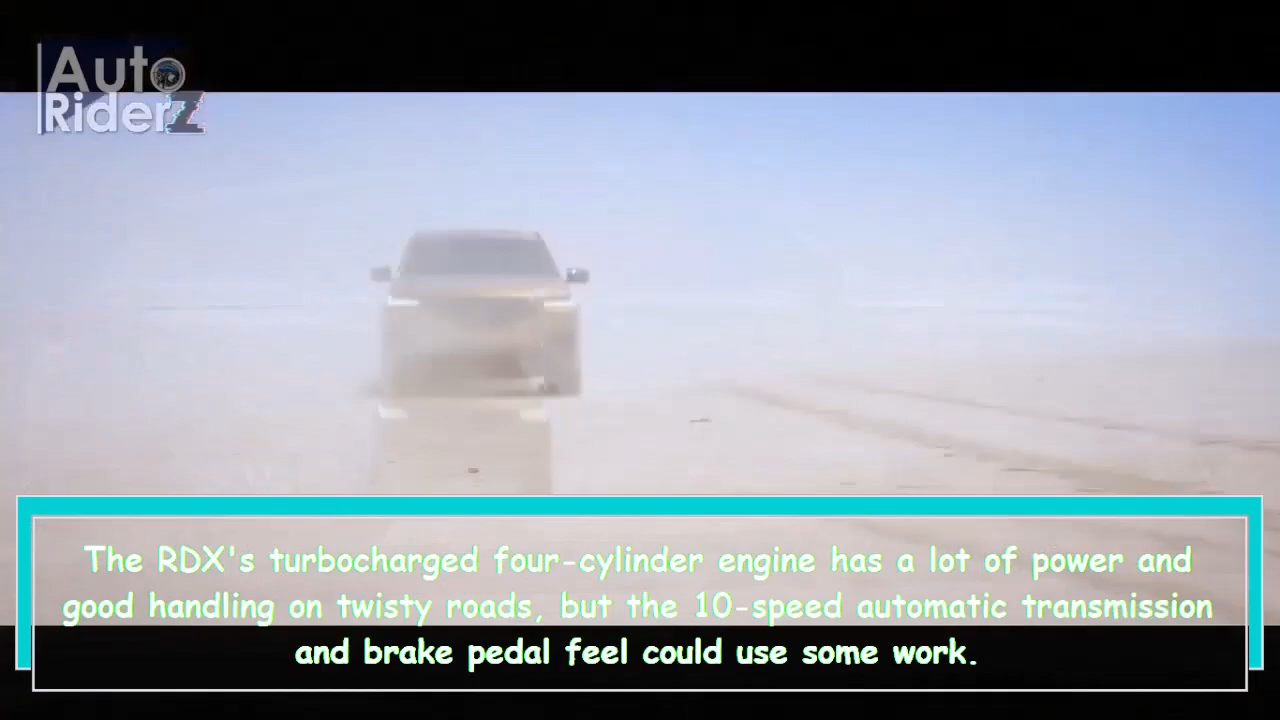 Auto
RiderZ
The RDX's turbocharged four-cylinder engine has a lot of power and
good handling on twisty roads, but the 10-speed automatic transmission
and brake pedal feel could use some work.